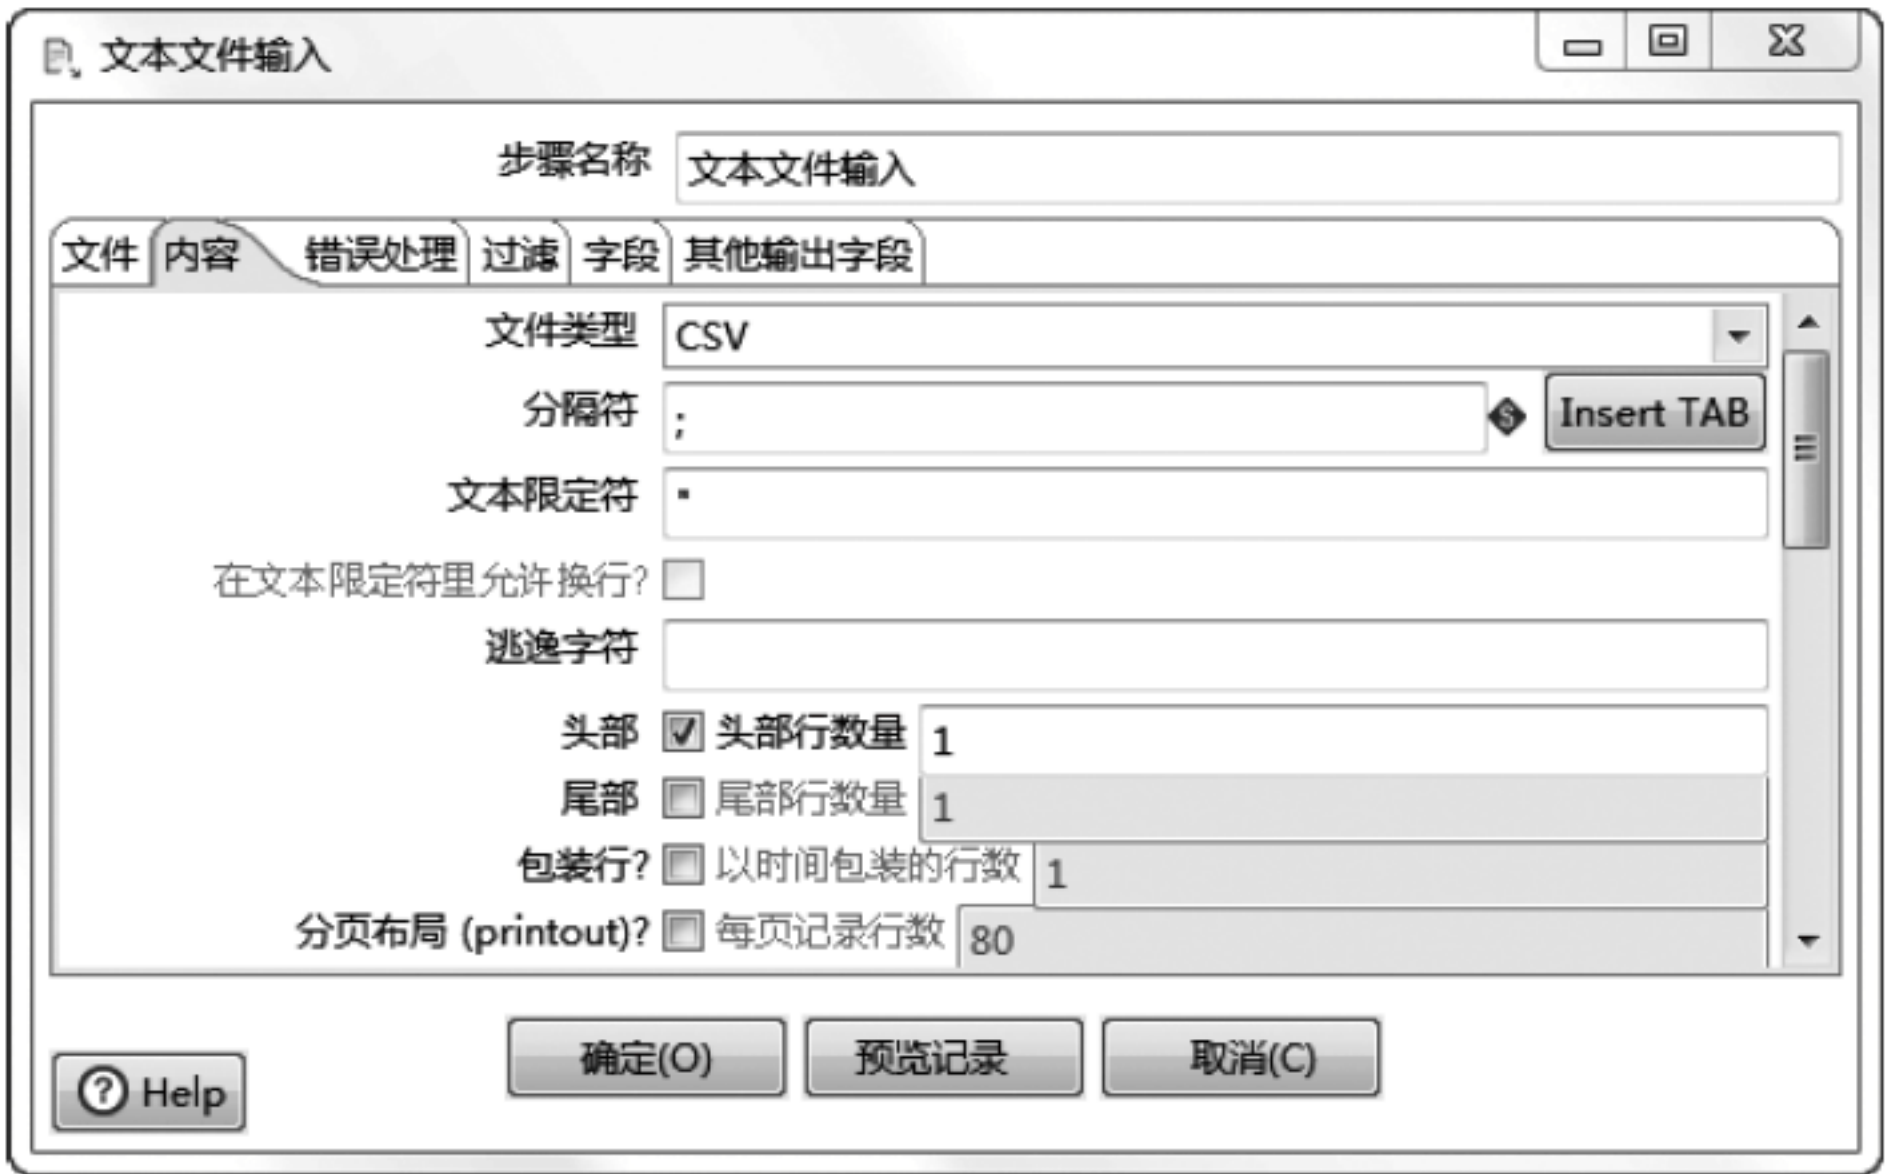 文本文件输入
步骤名称 文本文件输入
文件 内容 错误处理 过滤 字段 其他输出字段
文件类型 CSV
分隔符 ; Insert TAB
文本限定符 "
在文本限定符里允许换行?
逃逸字符
头部 头部行数量 1
尾部 尾部行数量 1
包装行? 以时间包装的行数 1
分页布局 (printout)? 每页记录行数 80
确定(O) 预览记录 取消(C)
Help